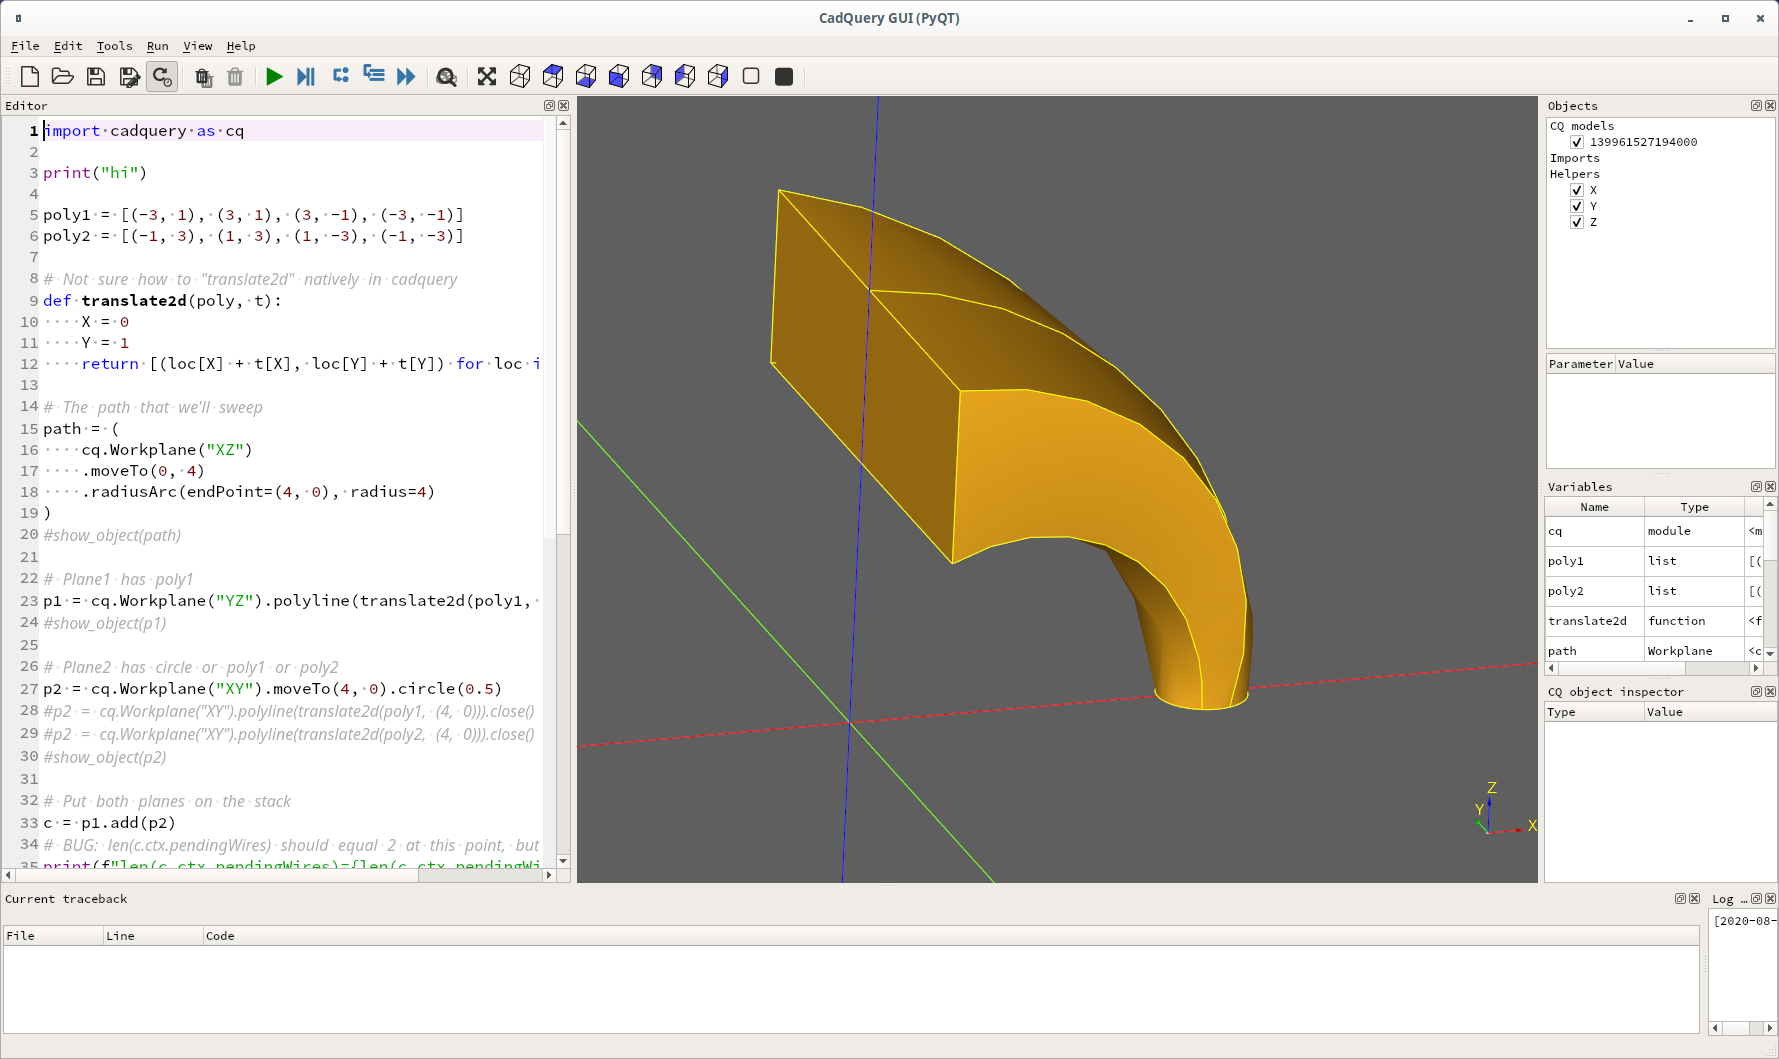 CadQuery GUI (PyQT)
File Edit Tools Run View Help
Editor
1 import cadquery as cq
2
3 print("hi")
4
5 poly1 = [(-3, 1), (3, 1), (3, -1), (-3, -1)]
6 poly2 = [(-1, 3), (1, 3), (1, -3), (-1, -3)]
7
8 # Not sure how to "translate2d" natively in cadquery
9 def translate2d(poly, t):
10 X = 0
11 Y = 1
12 return [(loc[X] + t[X], loc[Y] + t[Y]) for loc i
13
14 # The path that we'll sweep
15 path = (
16 cq.Workplane("XZ")
17 .moveTo(0, 4)
18 .radiusArc(endPoint=(4, 0), radius=4)
19 )
20 #show_object(path)
21
22 # Plane1 has poly1
23 p1 = cq.Workplane("YZ").polyline(translate2d(poly1,
24 #show_object(p1)
25
26 # Plane2 has circle or poly1 or poly2
27 p2 = cq.Workplane("XY").moveTo(4, 0).circle(0.5)
28 #p2 = cq.Workplane("XY").polyline(translate2d(poly1, (4, 0))).close()
29 #p2 = cq.Workplane("XY").polyline(translate2d(poly2, (4, 0))).close()
30 #show_object(p2)
31
32 # Put both planes on the stack
33 c = p1.add(p2)
34 # BUG: len(c.ctx.pendingWires) should equal 2 at this point, but
35 print(f"len(c.ctx.pendingWires)={len(c.ctx.pendingWi
Z
Y
X
Objects
CQ models
139961527194000
Imports
Helpers
X
Y
Z
Parameter Value
Variables
Name Type
cq module <m
poly1 list [(
poly2 list [(
translate2d function <f
path Workplane <c
CQ object inspector
Type Value
Current traceback
File Line Code
Log ...
[2020-08-